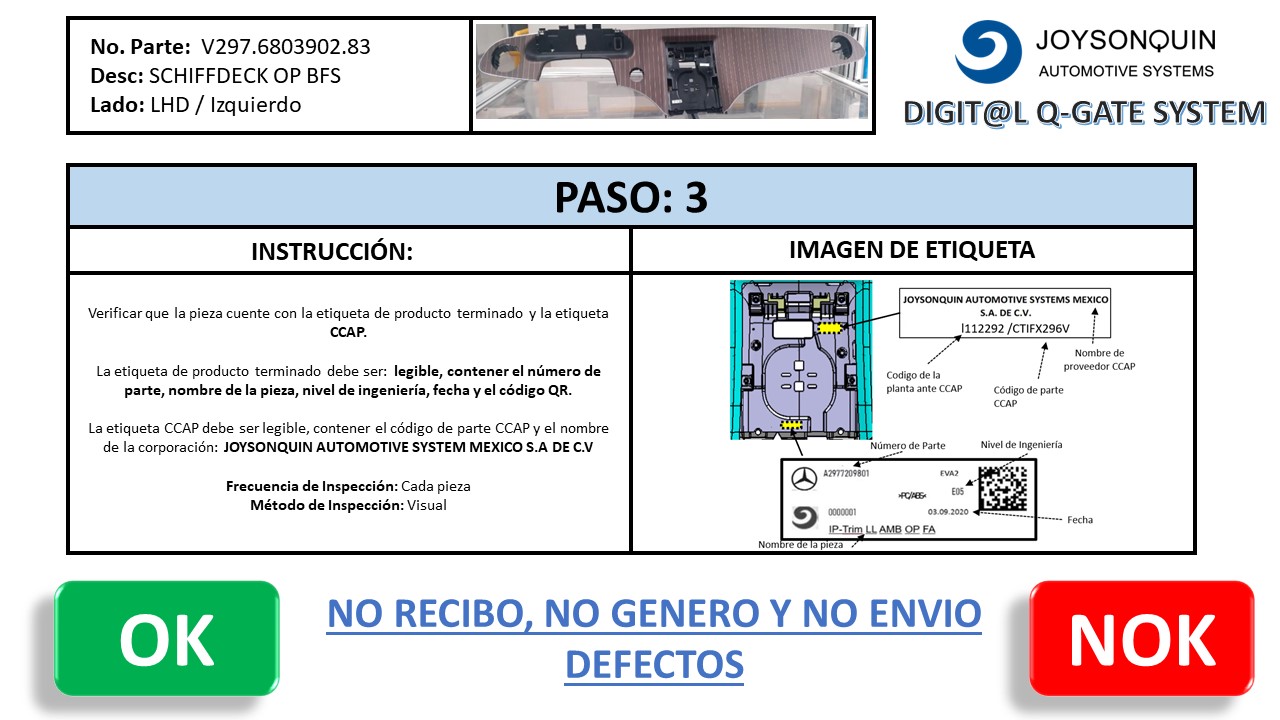 No. Parte: V297.6803902.83
Desc: SCHIFFDECK OP BFS
Lado: LHD / Izquierdo
JOYSONQUIN
AUTOMOTIVE SYSTEMS
DIGIT@L Q-GATE SYSTEM
PASO: 3
INSTRUCCIÓN:
IMAGEN DE ETIQUETA
Verificar que la pieza cuente con la etiqueta de producto terminado y la etiqueta
CCAP.
La etiqueta de producto terminado debe ser: legible, contener el número de
parte, nombre de la pieza, nivel de ingeniería, fecha y el código QR.
La etiqueta CCAP debe ser legible, contener el código de parte CCAP y el nombre
de la corporación: JOYSONQUIN AUTOMOTIVE SYSTEM MEXICO S.A DE C.V
Frecuencia de Inspección: Cada pieza
Método de Inspección: Visual
JOYSONQUIN AUTOMOTIVE SYSTEMS MEXICO
S.A. DE C.V.
l112292 /CTIFX296V
Nombre de
proveedor CCAP
Codigo de la
planta ante CCAP
Código de parte
CCAP
Número de Parte
Nivel de Ingeniería
A2977209801
EVA2
>PC/ABS<
E05
0000001
03.09.2020
IP-Trim LL AMB OP FA
Fecha
Nombre de la pieza
OK
NO RECIBO, NO GENERO Y NO ENVIO
DEFECTOS
NOK